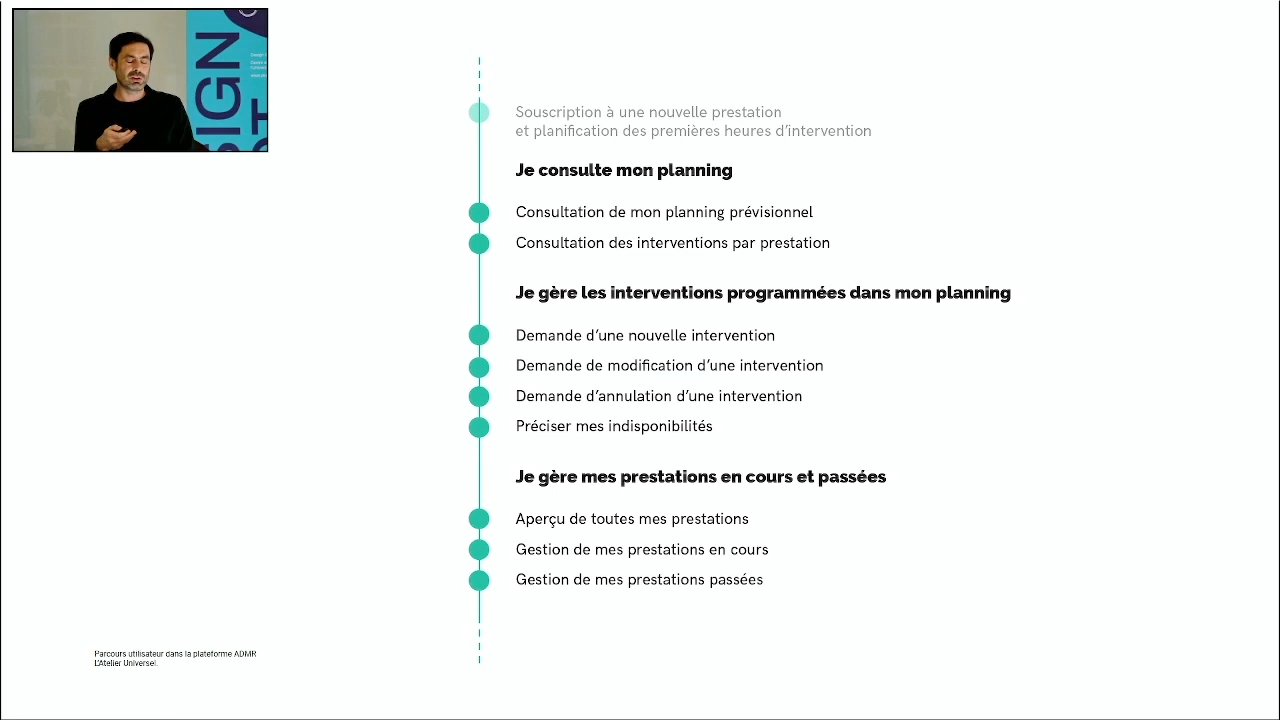 IGN
Souscription à une nouvelle prestation
et planification des premières heures d'intervention
Je consulte mon planning
Consultation de mon planning prévisionnel
Consultation des interventions par prestation
Je gère les interventions programmées dans mon planning
Demande d'une nouvelle intervention
Demande de modification d'une intervention
Demande d'annulation d'une intervention
Préciser mes indisponibilités
Je gère mes prestations en cours et passées
Aperçu de toutes mes prestations
Gestion de mes prestations en cours
Gestion de mes prestations passées
Parcours utilisateur dans la plateforme ADMR
L'Atelier Universel.